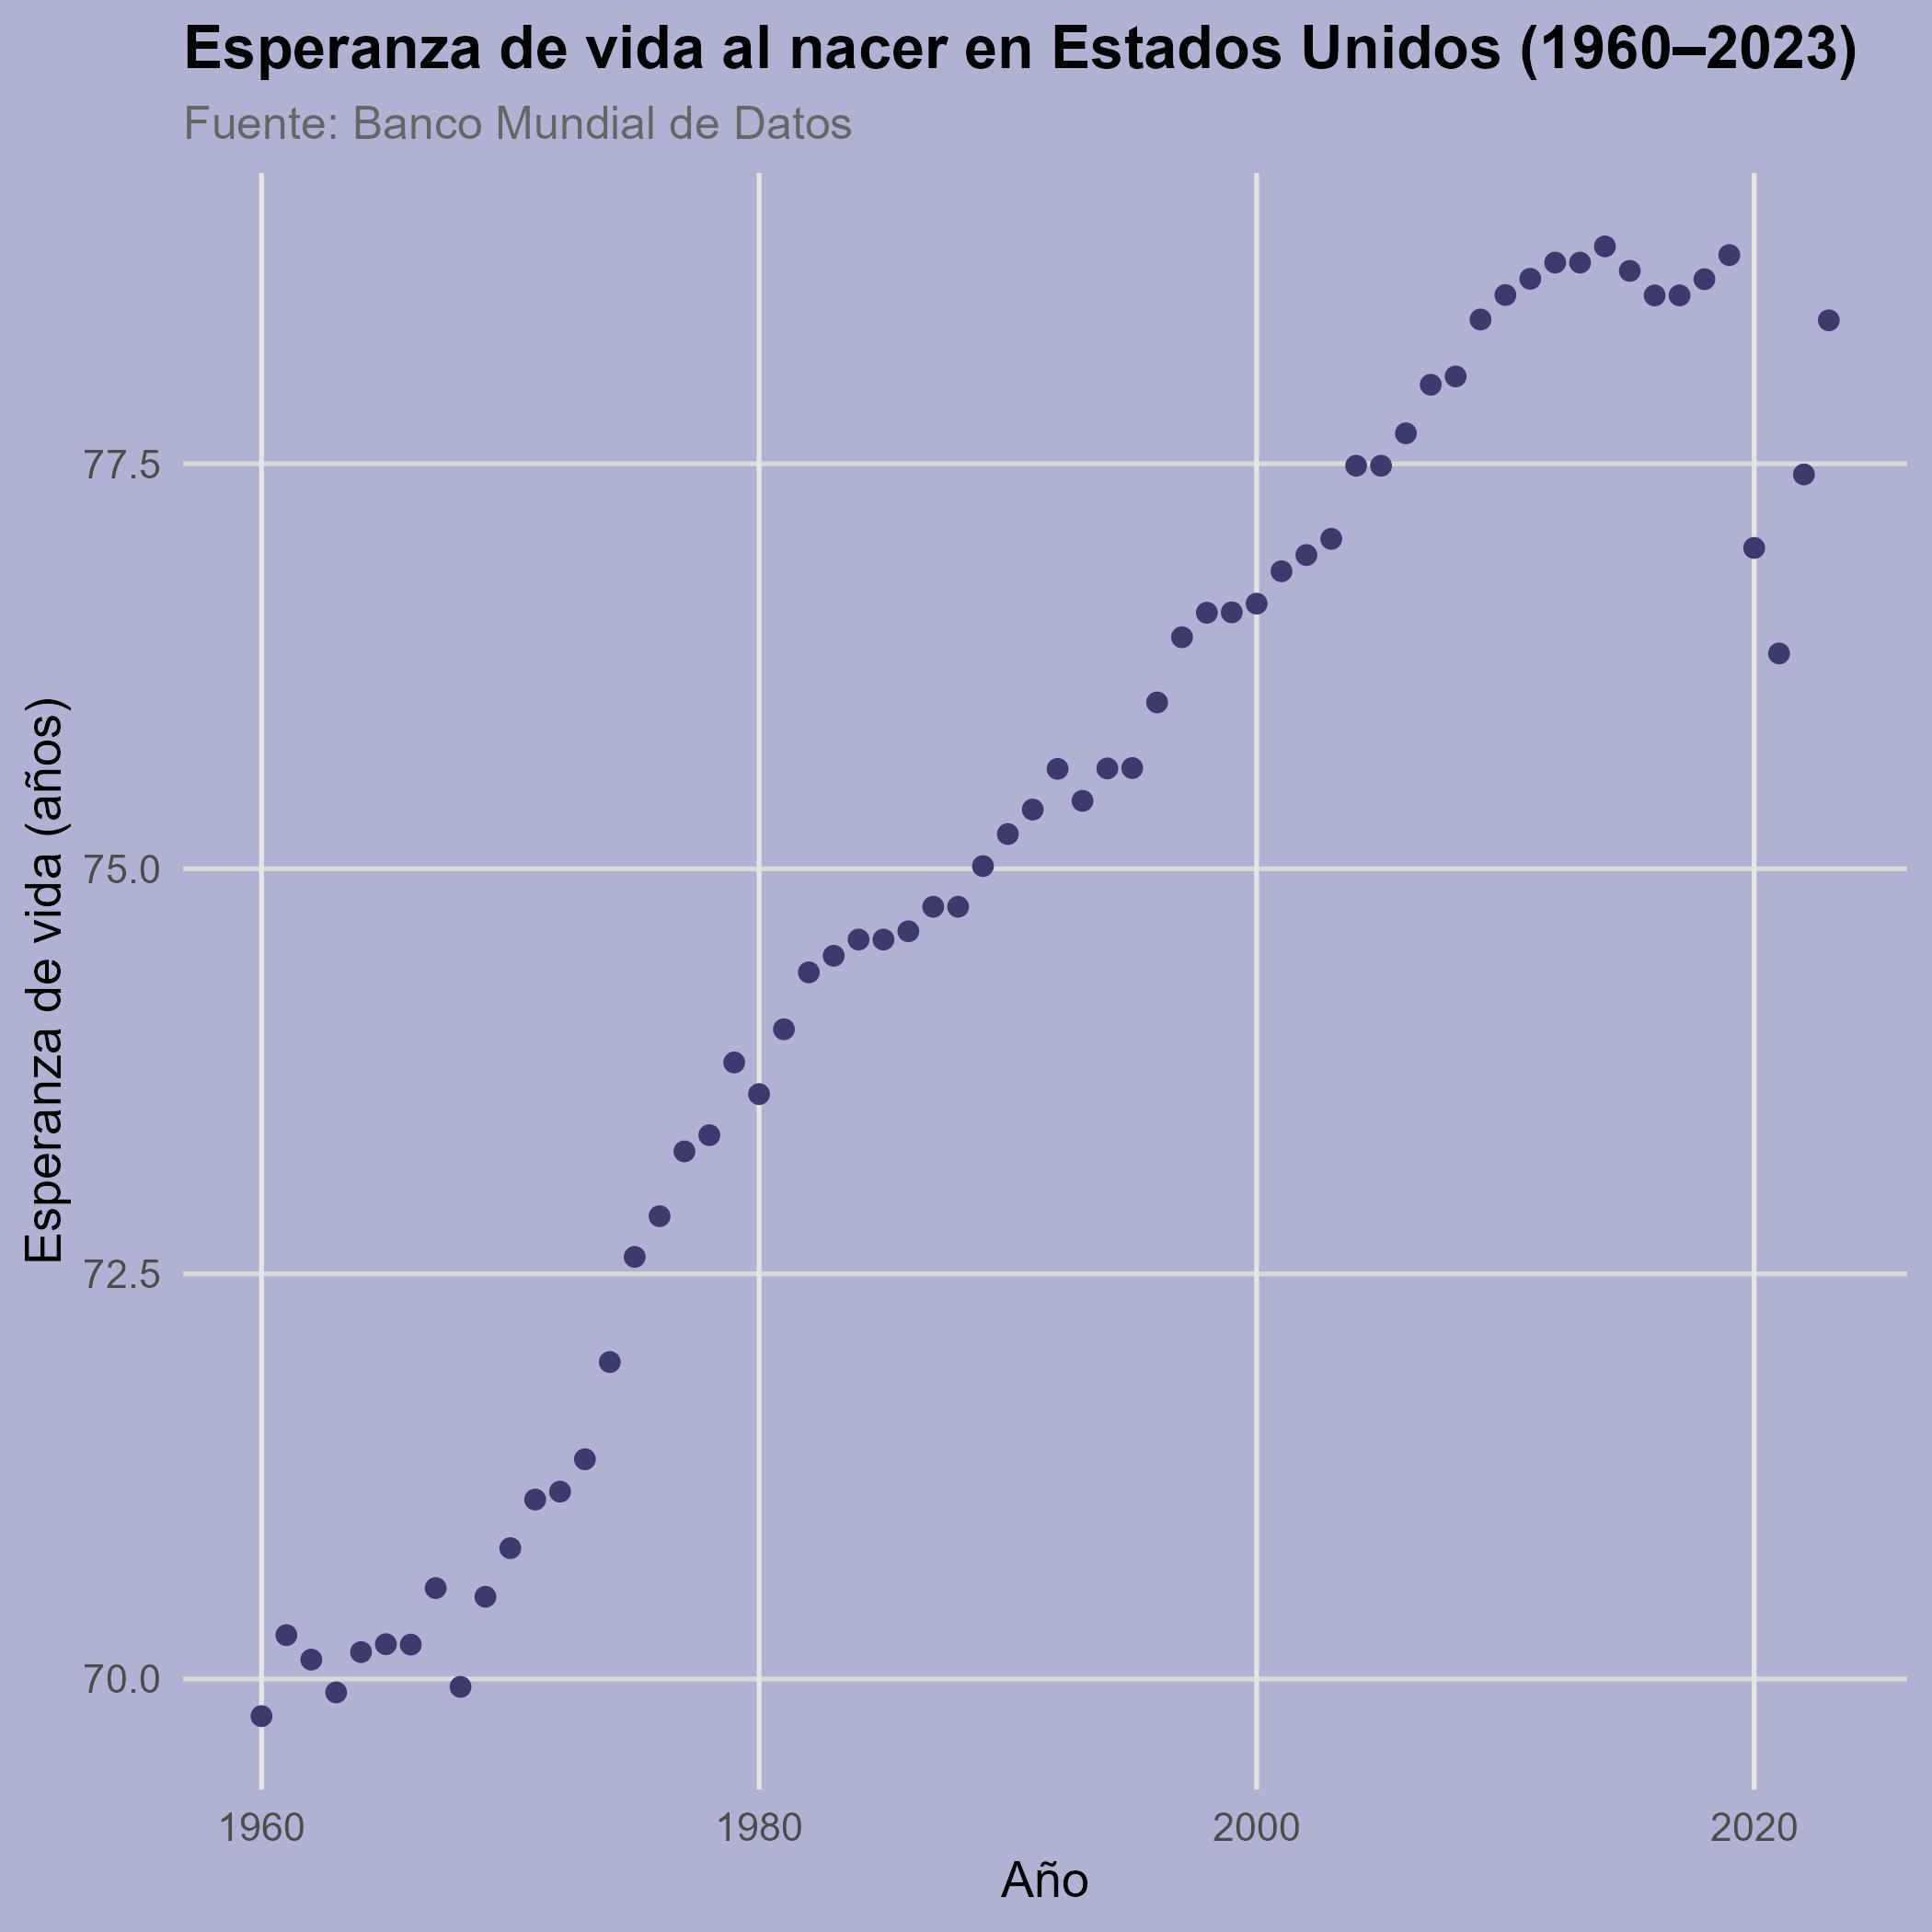 Esperanza de vida al nacer en Estados Unidos (1960–2023)
Fuente: Banco Mundial de Datos
Esperanza de vida (años)
77.5
75.0
72.5
70.0
1960
1980
2000
2020
Año